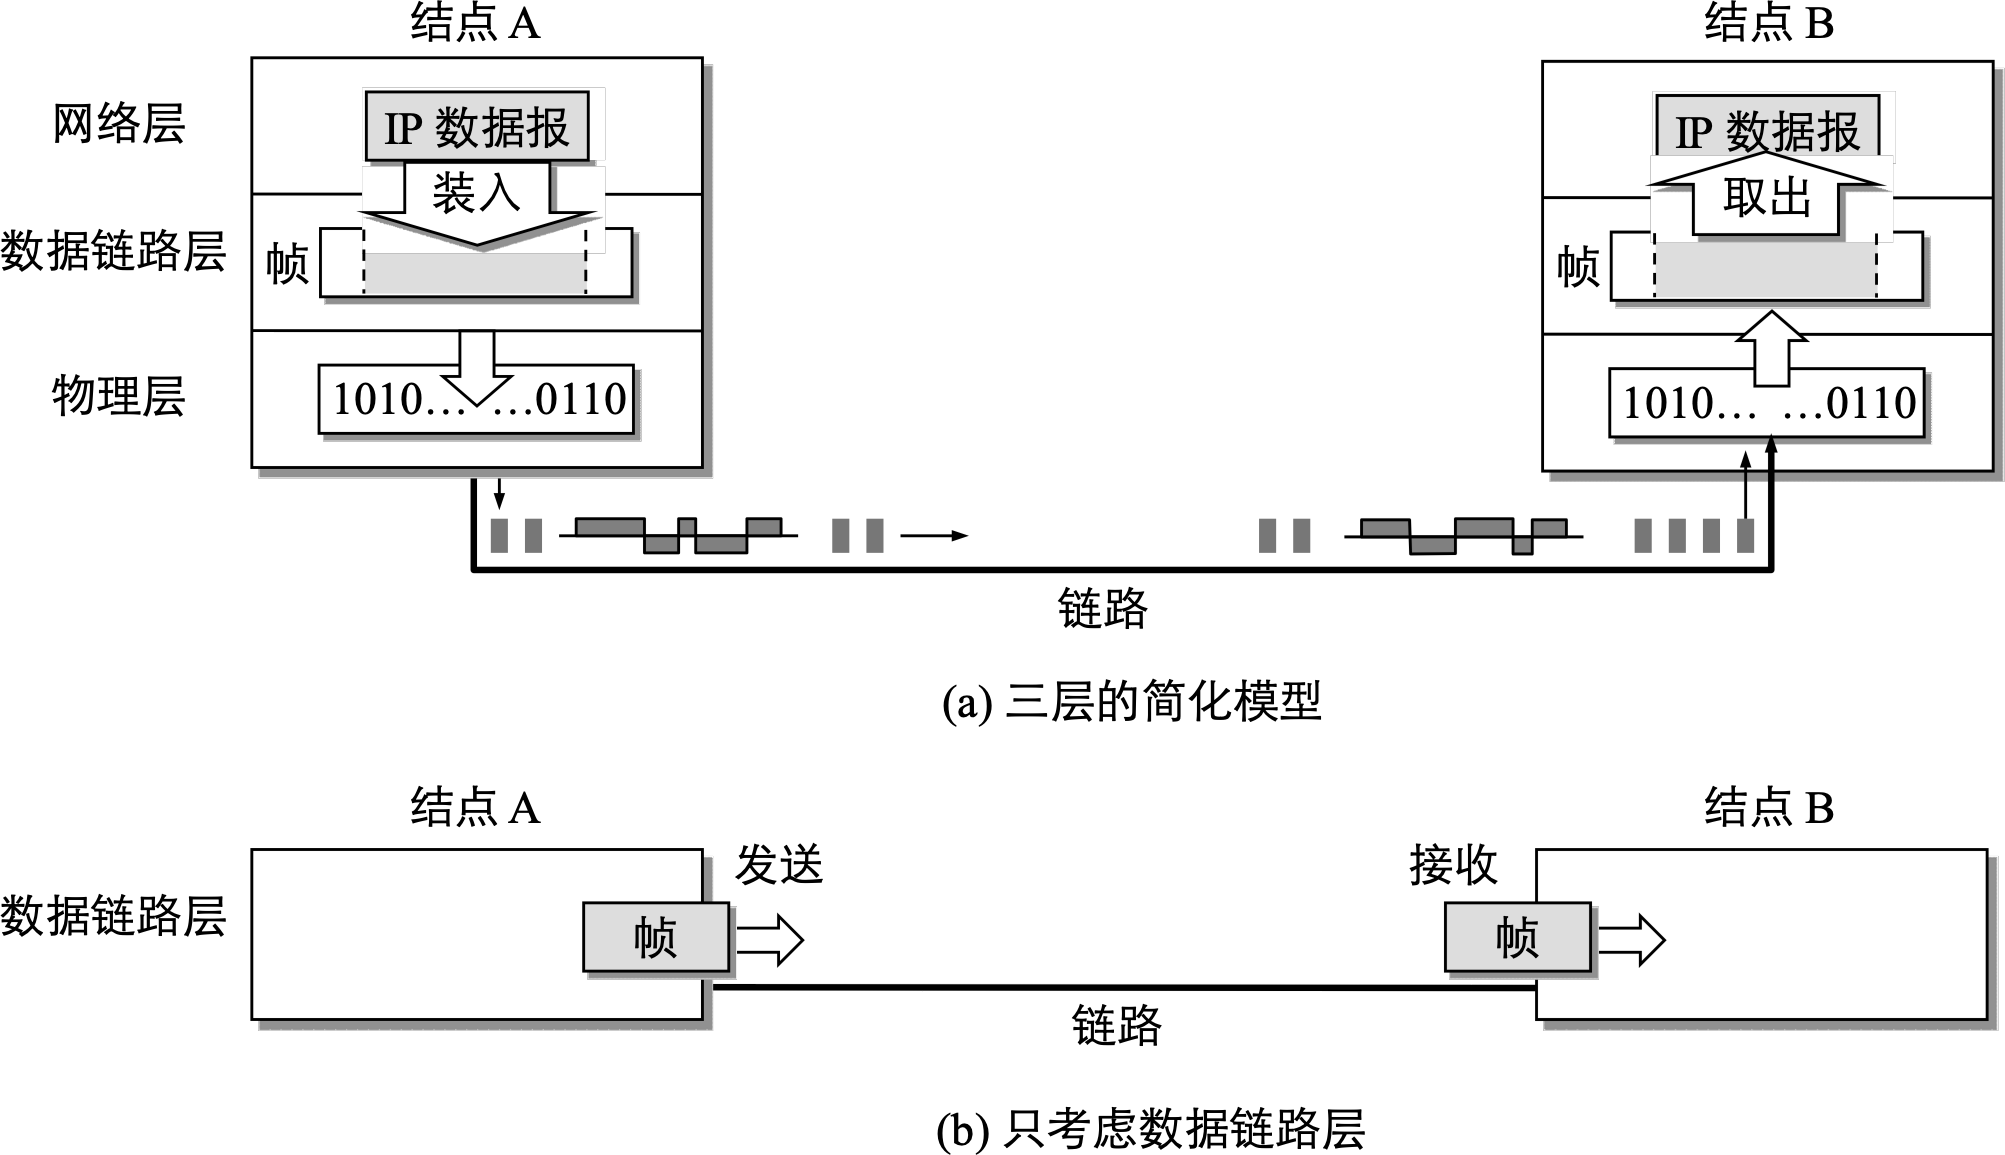 结点 A
结点 B
网络层
IP 数据报
IP 数据报
装入
取出
数据链路层
帧
帧
物理层
1010… …0110
1010… …0110
链路
(a) 三层的简化模型
结点 A
结点 B
发送
接收
数据链路层
帧
帧
链路
(b) 只考虑数据链路层